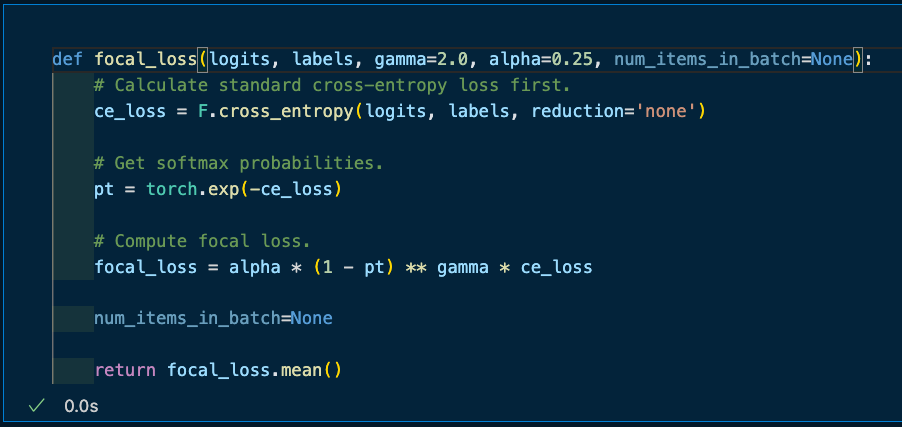 def focal_loss(logits, labels, gamma=2.0, alpha=0.25, num_items_in_batch=None):
# Calculate standard cross-entropy loss first.
ce_loss = F.cross_entropy(logits, labels, reduction='none')
# Get softmax probabilities.
pt = torch.exp(-ce_loss)
# Compute focal loss.
focal_loss = alpha * (1 - pt) ** gamma * ce_loss
num_items_in_batch=None
return focal_loss.mean()
0.0s